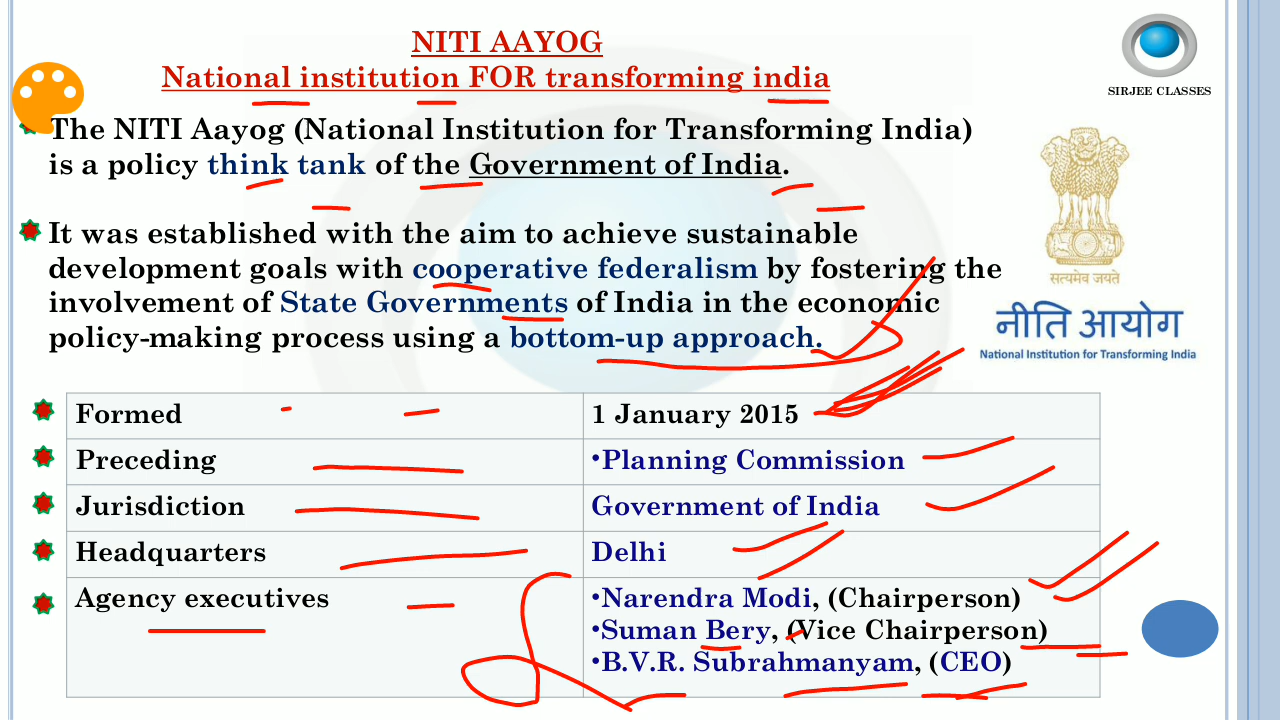 NITI AAYOG
National institution FOR transforming india
SIRJEE CLASSES
The NITI Aayog (National Institution for Transforming India)
is a policy think tank of the Government of India.
It was established with the aim to achieve sustainable
development goals with cooperative federalism by fostering the
involvement of State Governments of India in the economic
policy-making process using a bottom-up approach.
सत्यमेव जयते
नीति आयोग
National Institution for Transforming India
Formed 1 January 2015
Preceding •Planning Commission
Jurisdiction Government of India
Headquarters Delhi
Agency executives •Narendra Modi, (Chairperson)
•Suman Bery, (Vice Chairperson)
•B.V.R. Subrahmanyam, (CEO)